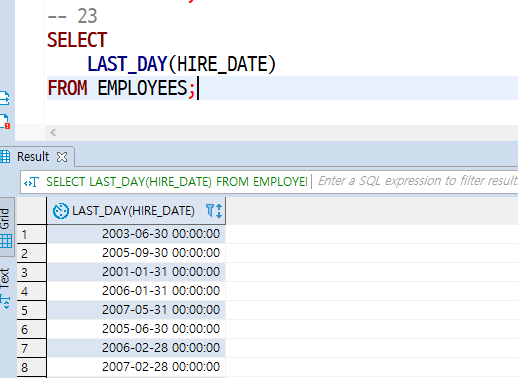 -- 23
SELECT
LAST_DAY(HIRE_DATE)
FROM EMPLOYEES;
Result
SELECT LAST_DAY(HIRE_DATE) FROM EMPLOYEI
Enter a SQL expression to filter result
Grid
Text
LAST_DAY(HIRE_DATE)
1 2003-06-30 00:00:00
2 2005-09-30 00:00:00
3 2001-01-31 00:00:00
4 2006-01-31 00:00:00
5 2007-05-31 00:00:00
6 2005-06-30 00:00:00
7 2006-02-28 00:00:00
8 2007-02-28 00:00:00